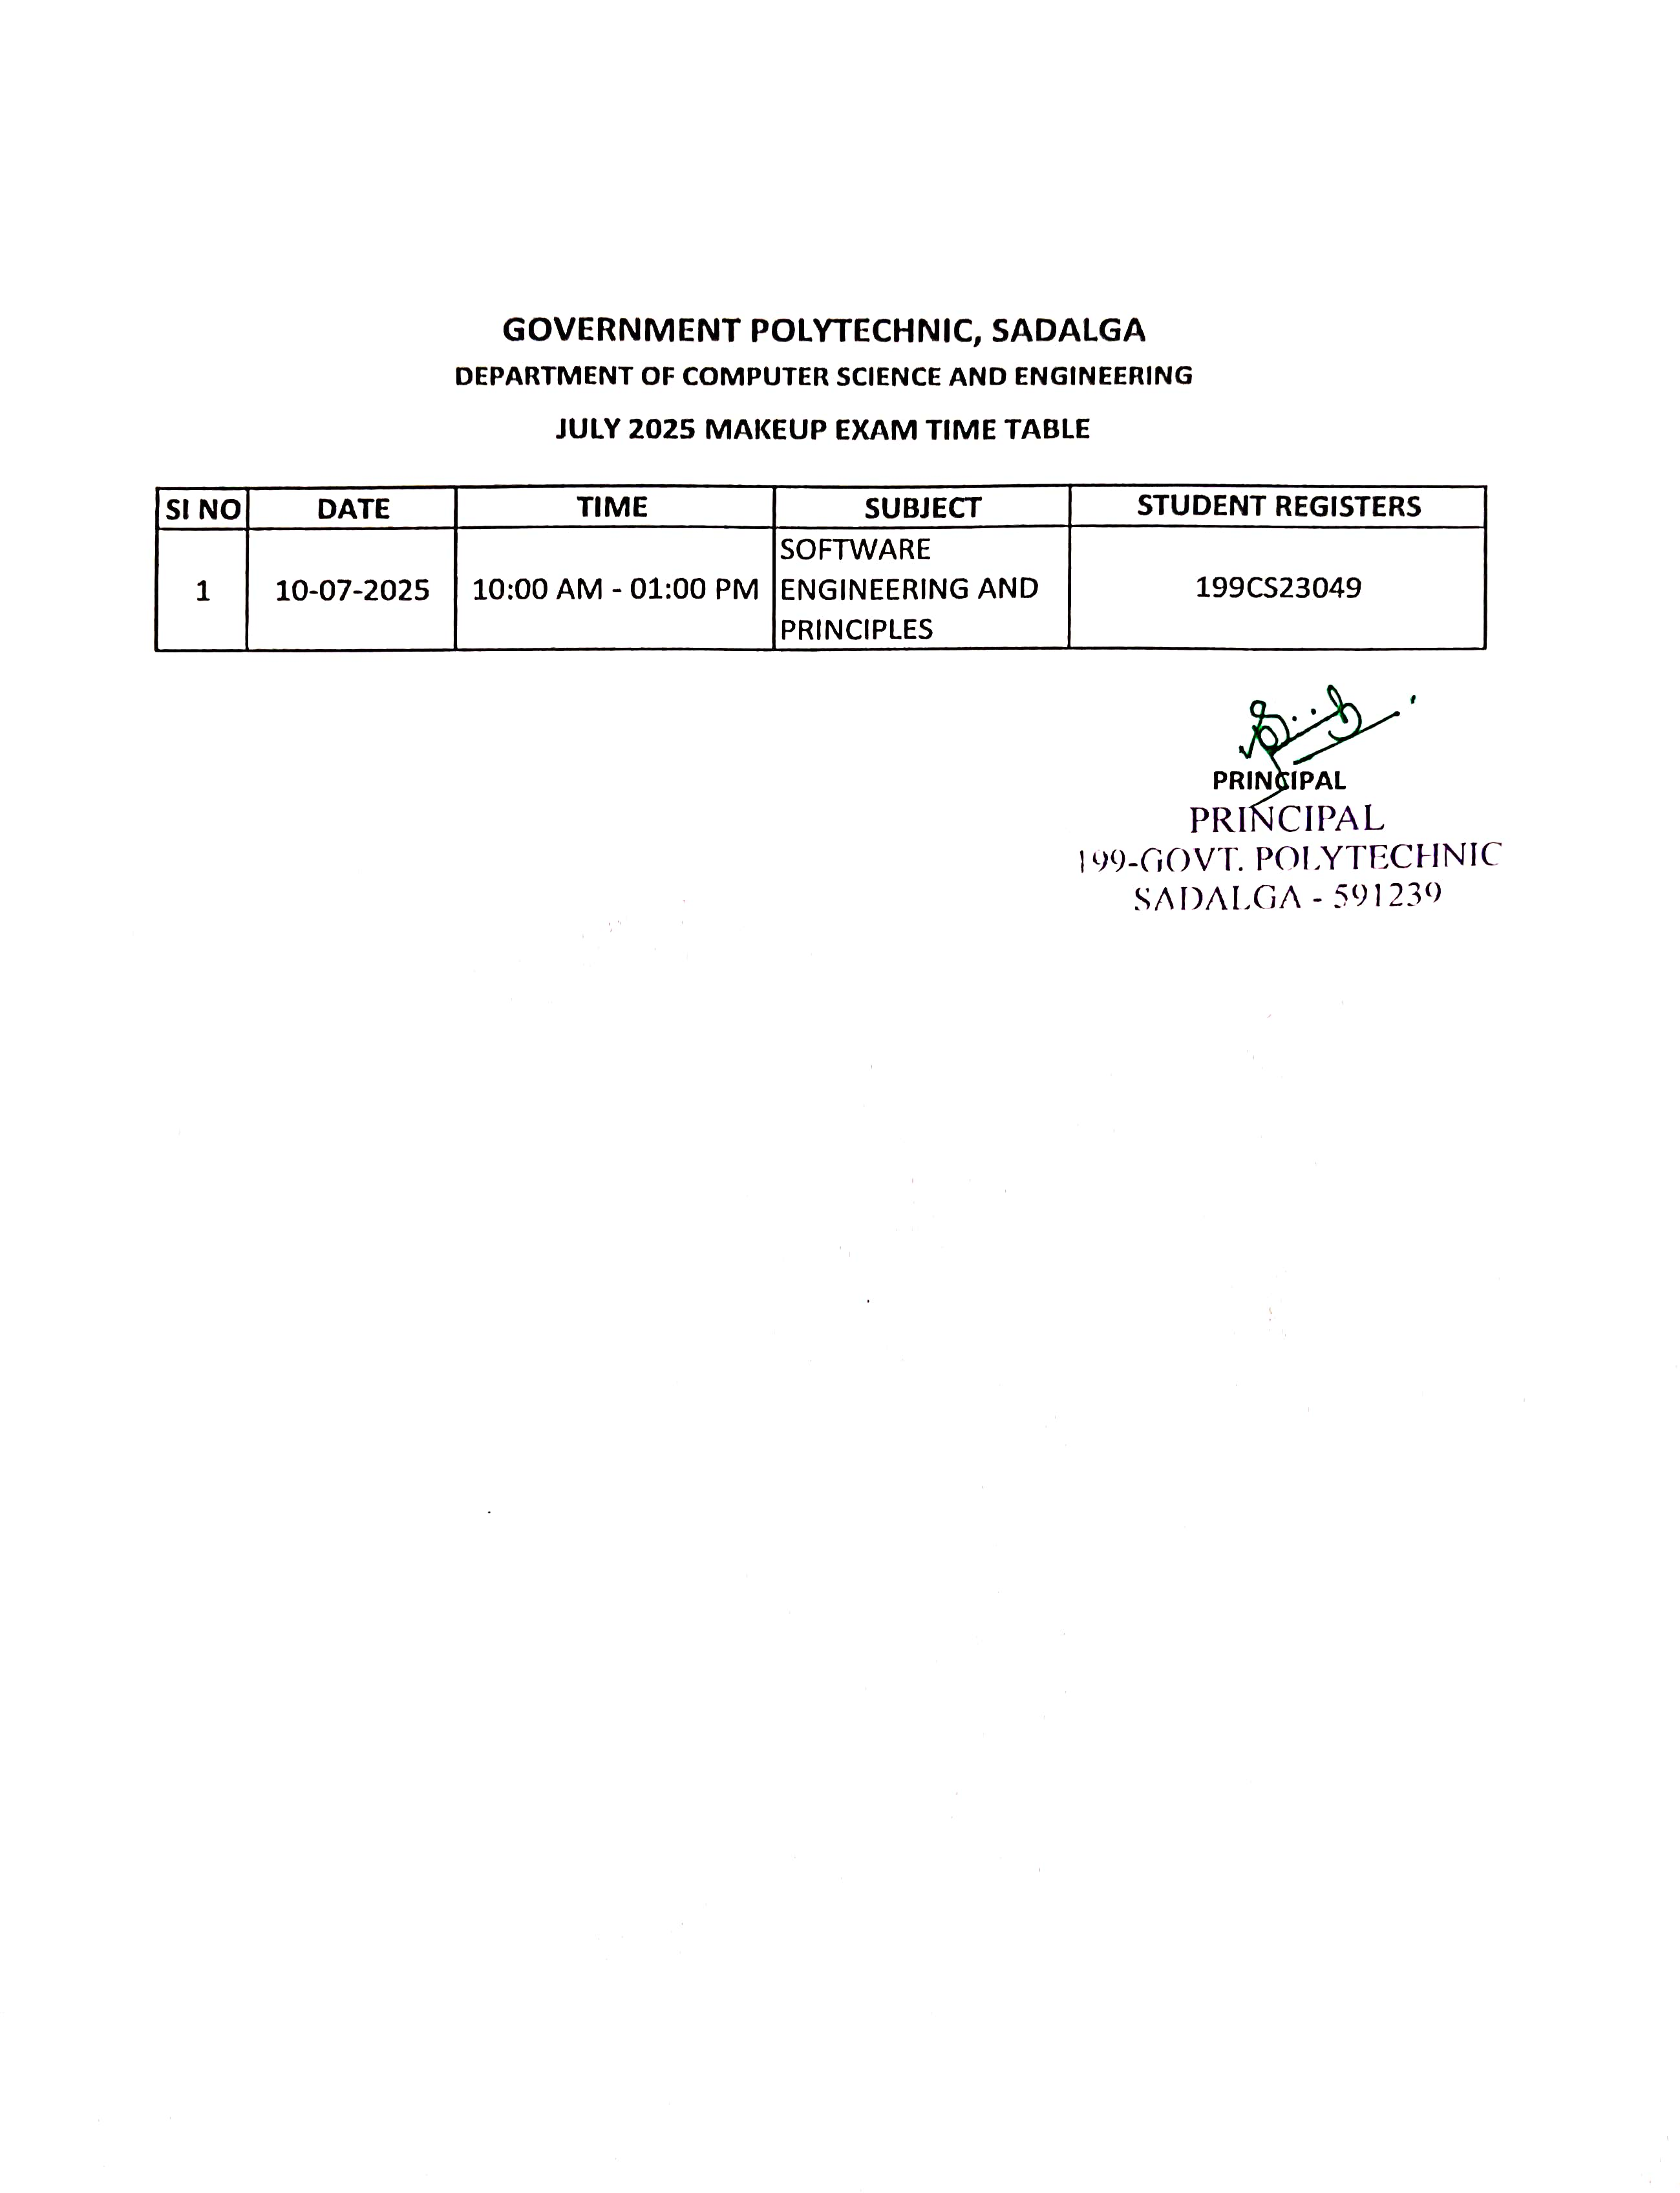 GOVERNMENT POLYTECHNIC, SADALGA
DEPARTMENT OF COMPUTER SCIENCE AND ENGINEERING
JULY 2025 MAKEUP EXAM TIME TABLE
SI NO DATE TIME SUBJECT STUDENT REGISTERS
1 10-07-2025 10:00 AM - 01:00 PM SOFTWARE ENGINEERING AND PRINCIPLES 199CS23049
PRINCIPAL
PRINCIPAL
199-GOVT. POLYTECHNIC
SADALGA - 591239